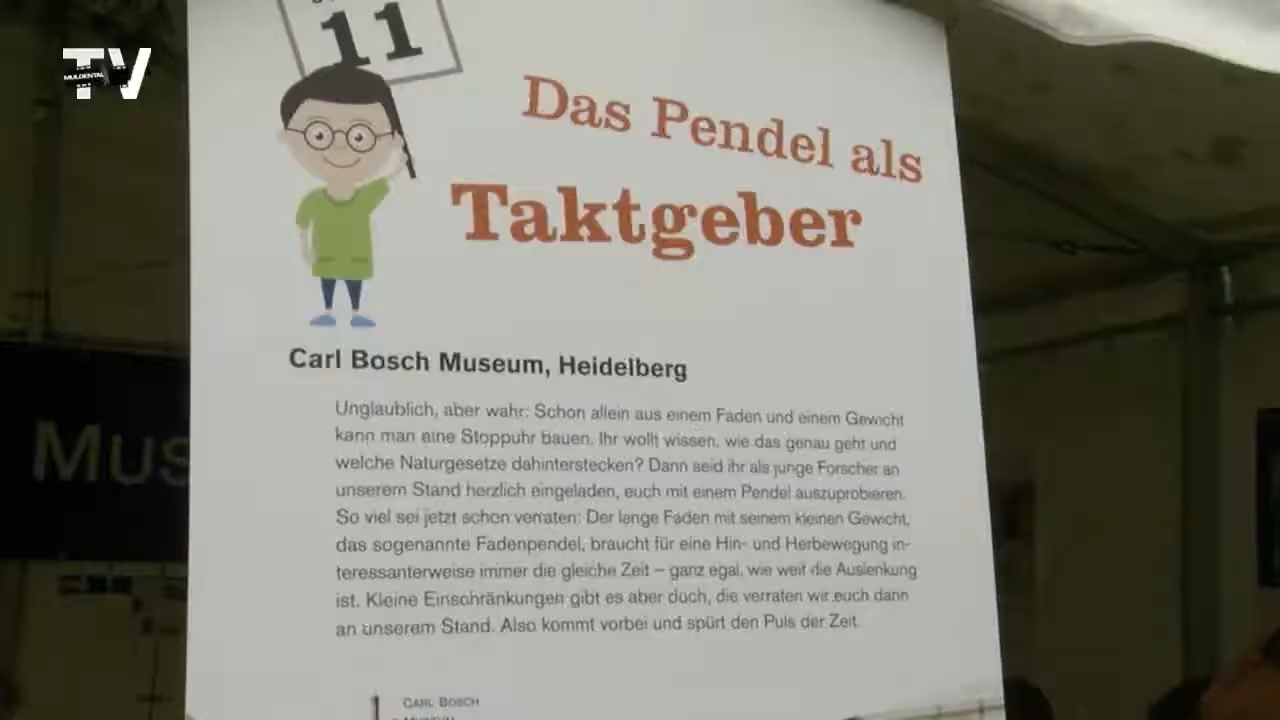 11
TV
MULDENTAL
Das Pendel als
Taktgeber
Carl Bosch Museum, Heidelberg
Unglaublich, aber wahr: Schon allein aus einem Faden und einem Gewicht
kann man eine Stoppuhr bauen. Ihr wollt wissen, wie das genau geht und
welche Naturgesetze dahinterstecken? Dann seid ihr als junge Forscher an
unserem Stand herzlich eingeladen, euch mit einem Pendel auszuprobieren.
So viel sei jetzt schon verraten: Der lange Faden mit seinem kleinen Gewicht,
das sogenannte Fadenpendel, braucht für eine Hin- und Herbewegung in-
teressanterweise immer die gleiche Zeit – ganz egal, wie weit die Auslenkung
ist. Kleine Einschränkungen gibt es aber doch, die verraten wir euch dann
an unserem Stand. Also kommt vorbei und spürt den Puls der Zeit.
Mus
CARL BOSCH
MUSEUM